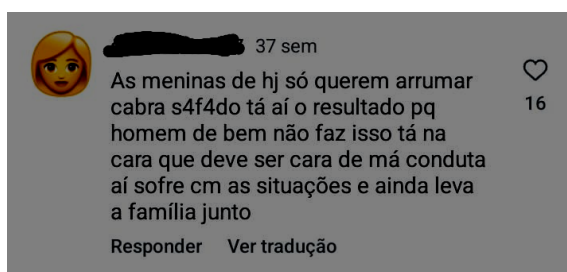 37 sem
As meninas de hj só querem arrumar
cabra s4f4do tá aí o resultado pq
homem de bem não faz isso tá na
cara que deve ser cara de má conduta
aí sofre cm as situações e ainda leva
a família junto
16
Responder Ver tradução